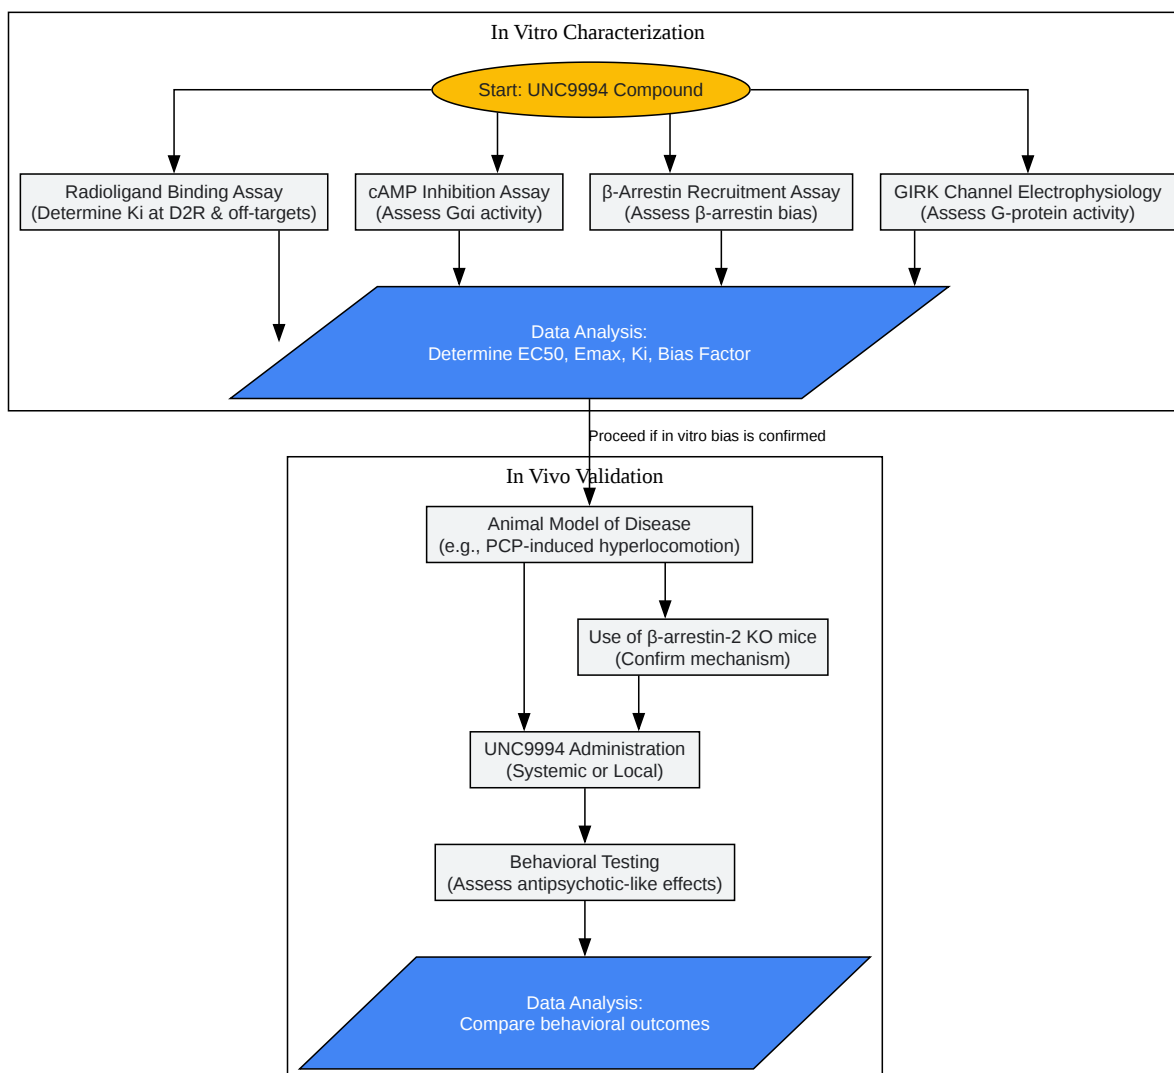 In Vitro Characterization
Start: UNC9994 Compound
Radioligand Binding Assay
(Determine Ki at D2R & off-targets)
cAMP Inhibition Assay
(Assess Gαi activity)
β-Arrestin Recruitment Assay
(Assess β-arrestin bias)
GIRK Channel Electrophysiology
(Assess G-protein activity)
Data Analysis:
Determine EC50, Emax, Ki, Bias Factor
Proceed if in vitro bias is confirmed
In Vivo Validation
Animal Model of Disease
(e.g., PCP-induced hyperlocomotion)
Use of β-arrestin-2 KO mice
(Confirm mechanism)
UNC9994 Administration
(Systemic or Local)
Behavioral Testing
(Assess antipsychotic-like effects)
Data Analysis:
Compare behavioral outcomes